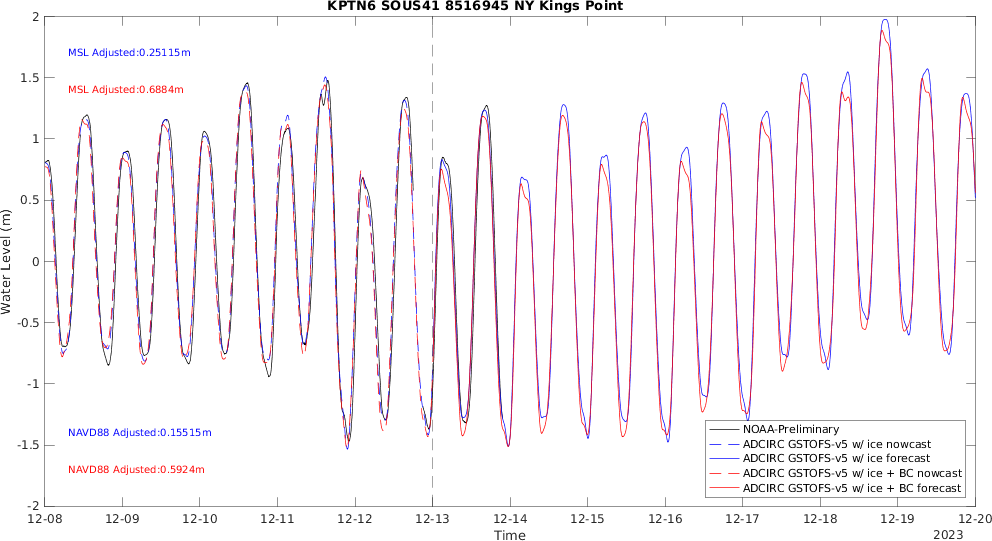 KPTN6 SOUS41 8516945 NY Kings Point
2
1.5
1
0.5
0
-0.5
-1
-1.5
-2
Water Level (m)
MSL Adjusted:0.25115m
MSL Adjusted:0.6884m
NAVD88 Adjusted:0.15515m
NAVD88 Adjusted:0.5924m
NOAA-Preliminary
ADCIRC GSTOFS-v5 w/ ice nowcast
ADCIRC GSTOFS-v5 w/ ice forecast
ADCIRC GSTOFS-v5 w/ ice + BC nowcast
ADCIRC GSTOFS-v5 w/ ice + BC forecast
12-08 12-09 12-10 12-11 12-12 12-13 12-14 12-15 12-16 12-17 12-18 12-19 12-20
Time
2023